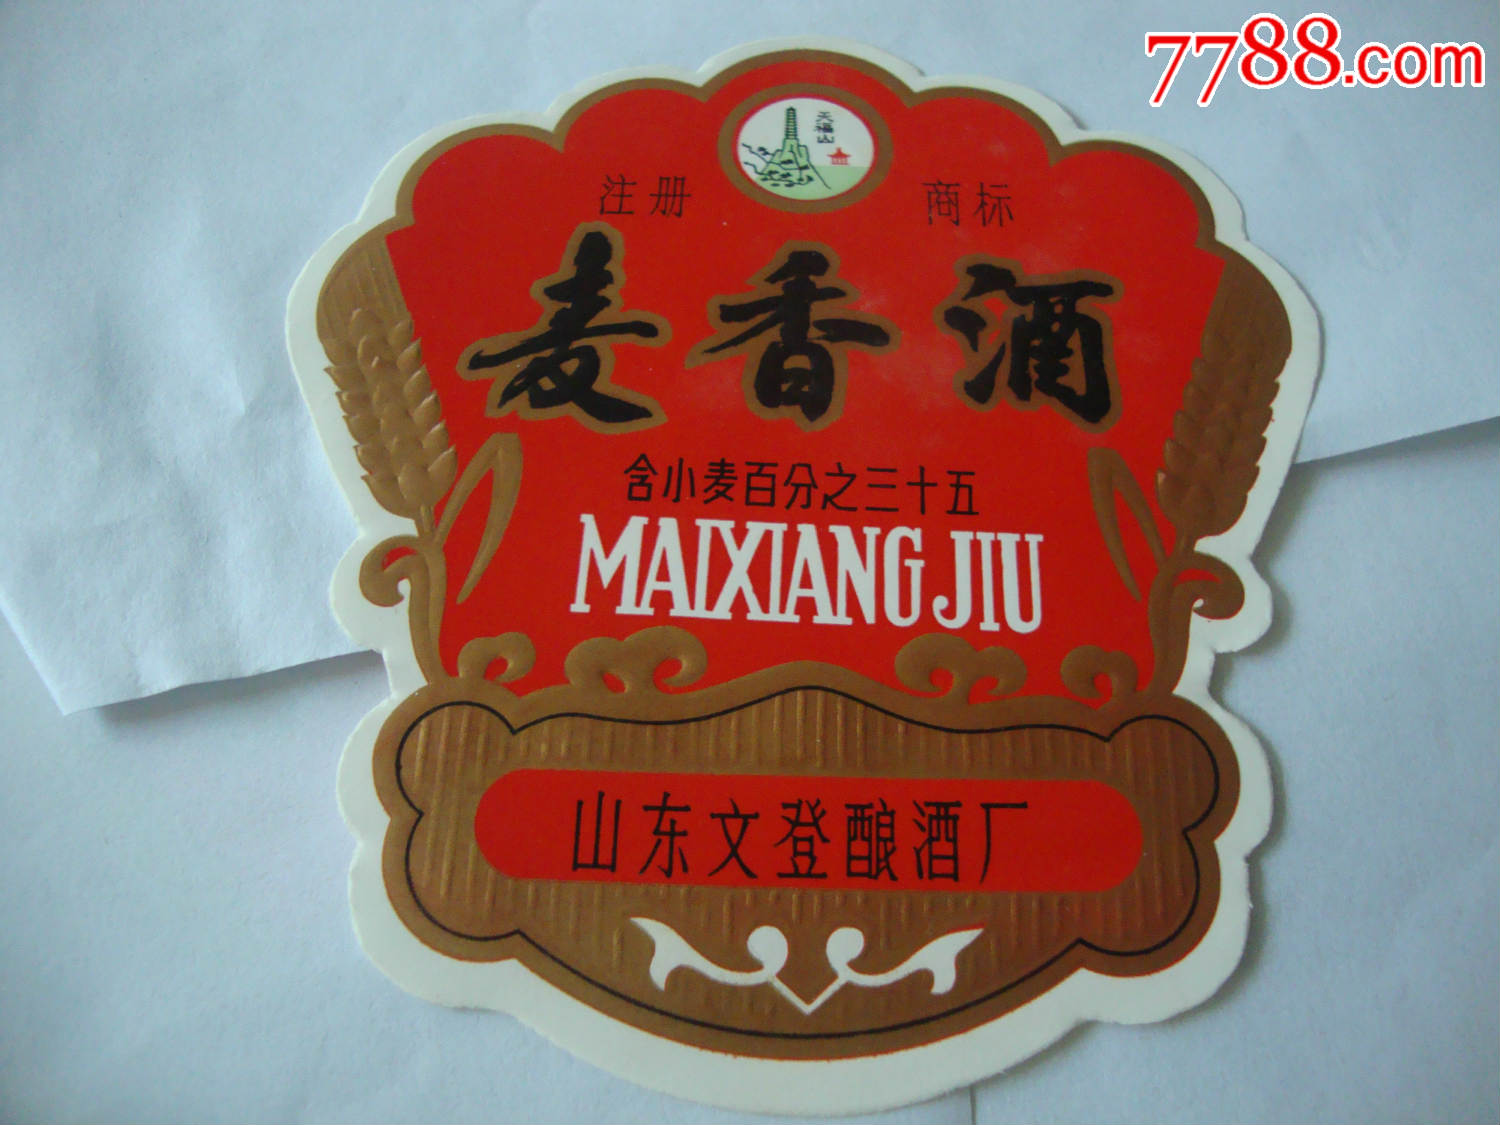 7788.com
天福山
注册 商标
麦香酒
含小麦百分之三十五
MAIXIANG JIU
山东文登酿酒厂